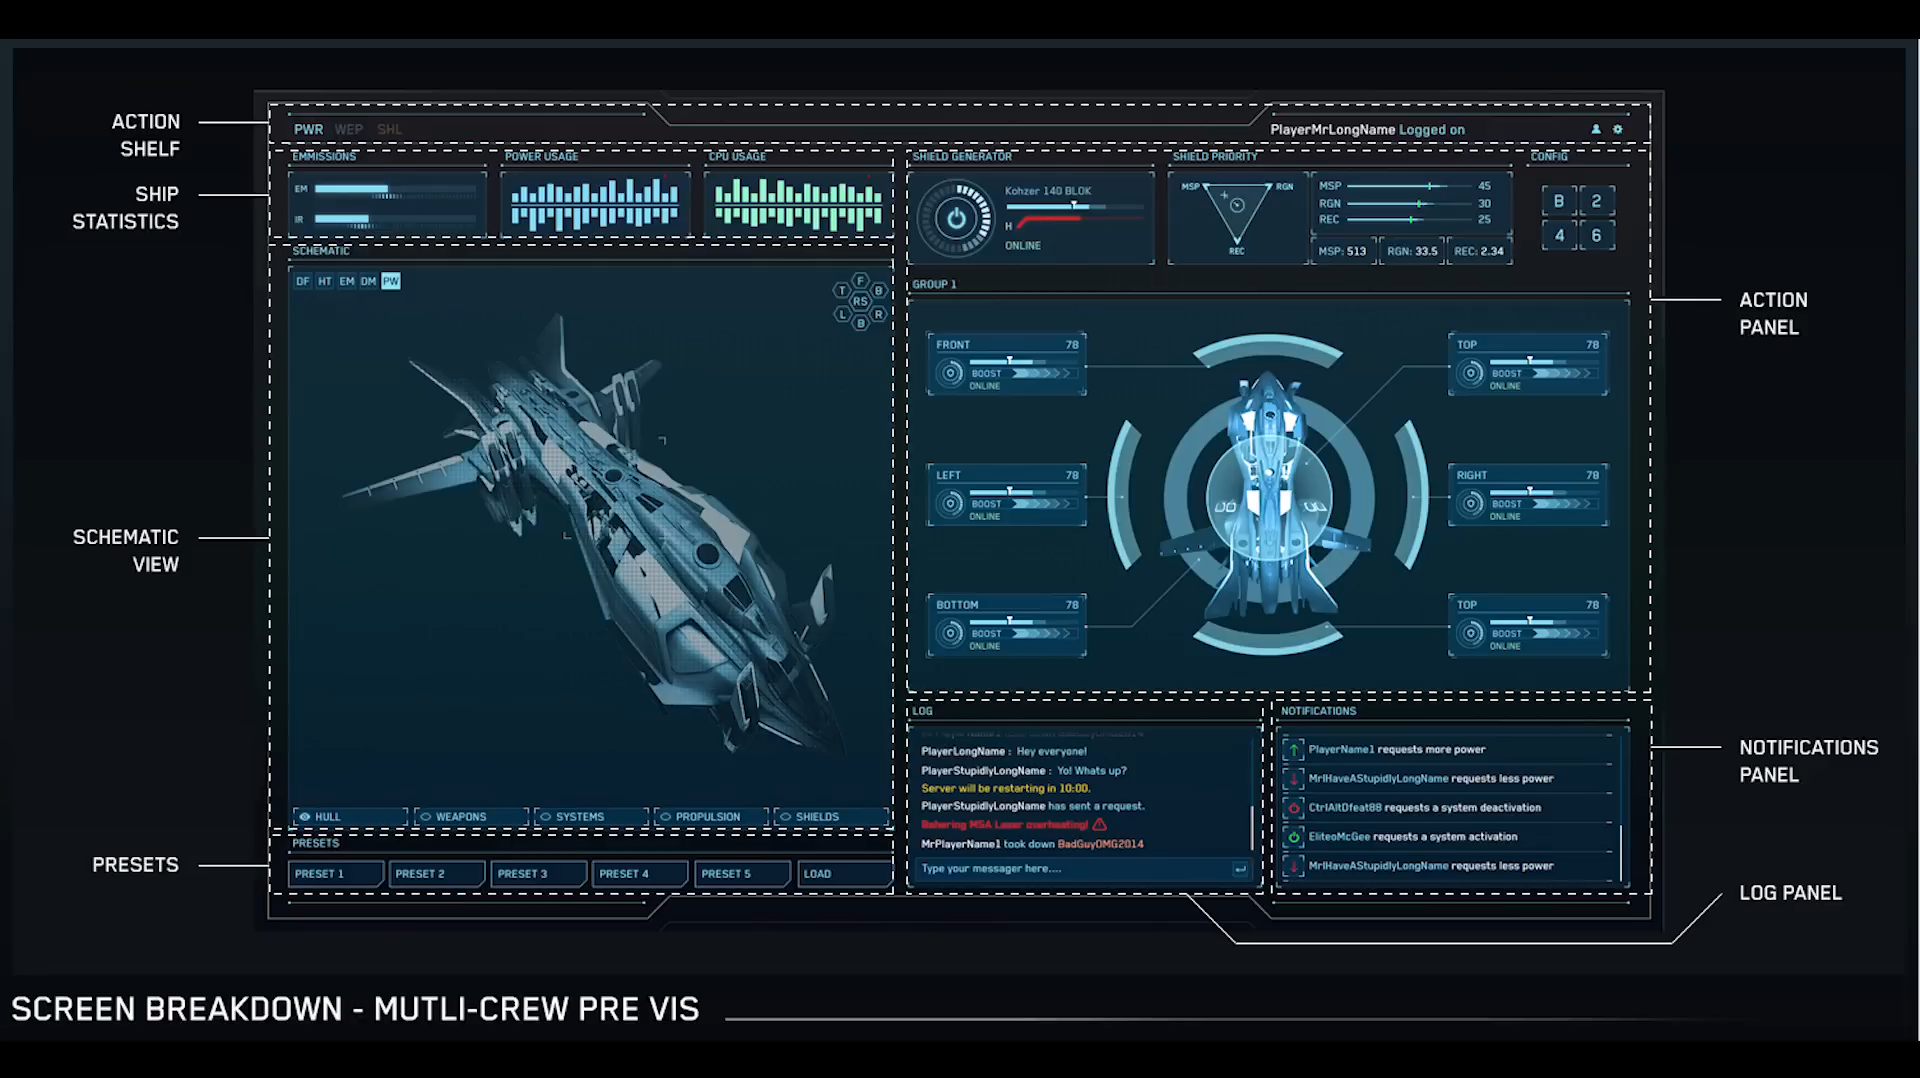 ACTION
SHELF
SHIP
STATISTICS
SCHEMATIC
VIEW
PRESETS
PWR WEP SHL
PlayerMrLongName Logged on
EMMISSIONS
EM
IR
POWER USAGE
CPU USAGE
SHIELD GENERATOR
Kohzer 140 BLOK
H
ONLINE
SHIELD PRIORITY
MSP
RGN
REC
MSP 45
RGN 30
REC 25
MSP: 513
RGN: 33.5
REC: 2.34
CONFIG
B 2
4 6
SCHEMATIC
DF HT EM DM PW
F
T B
RS
L R
B
HULL
WEAPONS
SYSTEMS
PROPULSION
SHIELDS
PRESETS
PRESET 1
PRESET 2
PRESET 3
PRESET 4
PRESET 5
LOAD
GROUP 1
FRONT 78
BOOST
ONLINE
TOP 78
BOOST
ONLINE
LEFT 78
BOOST
ONLINE
RIGHT 78
BOOST
ONLINE
BOTTOM 78
BOOST
ONLINE
TOP 78
BOOST
ONLINE
LOG
PlayerLongName : Hey everyone!
PlayerStupidlyLongName : Yo! Whats up?
Server will be restarting in 10:00.
PlayerStupidlyLongName has sent a request.
MSA Laser overheating!
MrPlayerName1 took down BadGuyOMG2014
Type your messager here....
NOTIFICATIONS
PlayerName1 requests more power
MrIHaveAStupidlyLongName requests less power
CtrlAltDfeat88 requests a system deactivation
EliteoMcGee requests a system activation
MrIHaveAStupidlyLongName requests less power
ACTION
PANEL
NOTIFICATIONS
PANEL
LOG PANEL
SCREEN BREAKDOWN - MUTLI-CREW PRE VIS